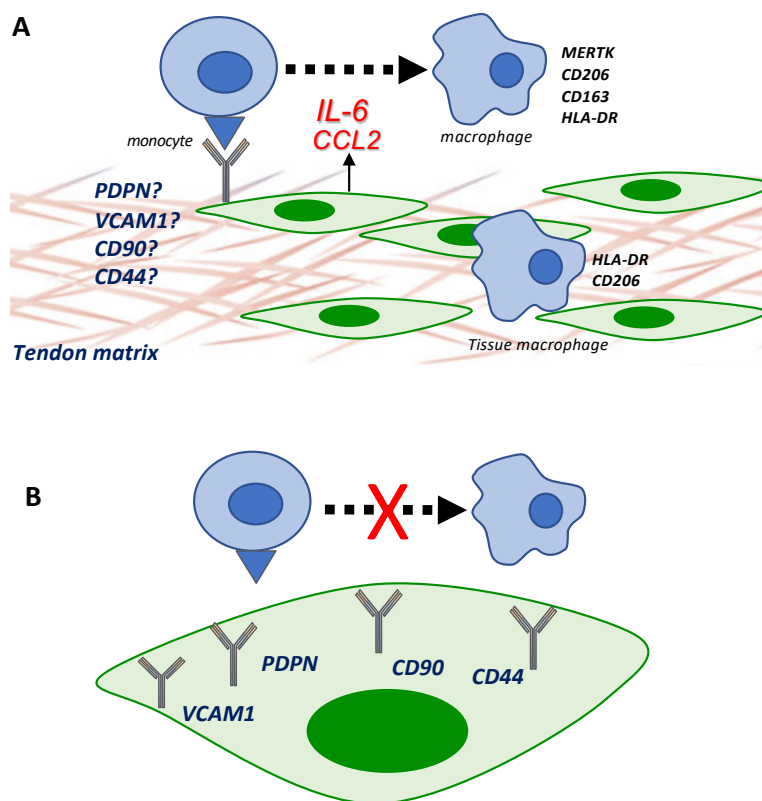 A
MERTK
CD206
CD163
HLA-DR
monocyte
IL-6
CCL2
macrophage
PDPN?
VCAM1?
CD90?
CD44?
HLA-DR
CD206
Tendon matrix
Tissue macrophage
B
X
PDPN
CD90
CD44
VCAM1